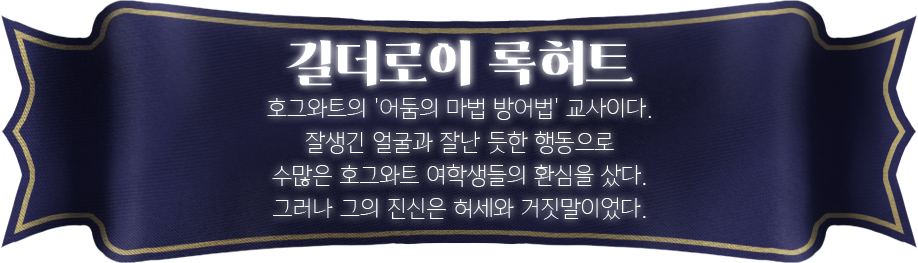 길더로이 록허트
호그와트의 '어둠의 마법 방어법' 교사이다.
잘생긴 얼굴과 잘난 듯한 행동으로
수많은 호그와트 여학생들의 환심을 샀다.
그러나 그의 진신은 허세와 거짓말이었다.